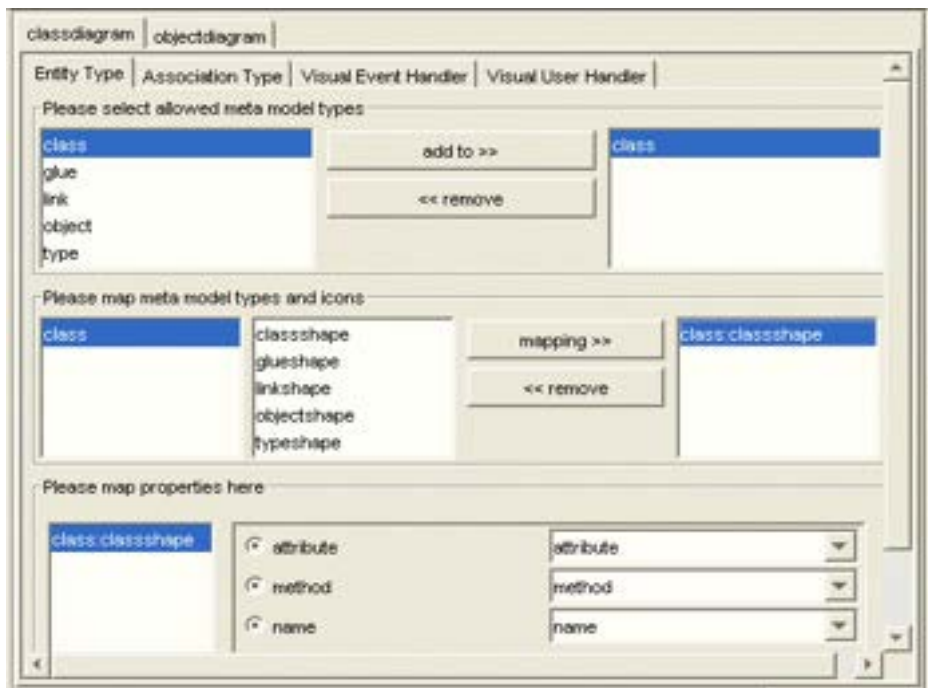 classdiagram objectdiagram
Entity Type Association Type Visual Event Handler Visual User Handler
Please select allowed meta model types
class add to >> class
glue << remove
link
object
type
Please map meta model types and icons
class classshape mapping >> class:classshape
glueshape
linkshape << remove
objectshape
typeshape
Please map properties here
class:classshape attribute attribute
method method
name name